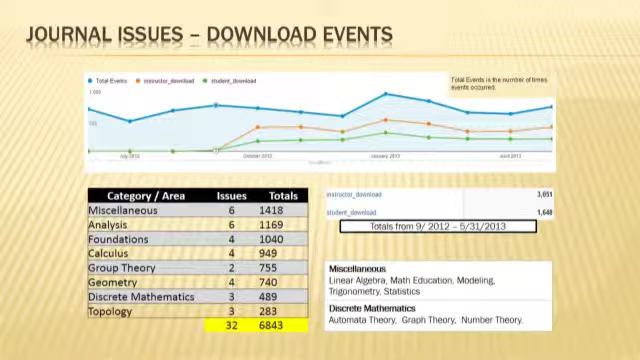 JOURNAL ISSUES – DOWNLOAD EVENTS
Total Events instructor_download student_download
Total Events is the number of times
events occurred.
1,000
July 2012 October 2012 January 2013 April 2013
Category / Area Issues Totals
Miscellaneous 6 1418
Analysis 6 1169
Foundations 4 1040
Calculus 4 949
Group Theory 2 755
Geometry 4 740
Discrete Mathematics 3 489
Topology 3 283
32 6843
instructor_download 3,051
student_download 1,648
Totals from 9/ 2012 – 5/31/2013
Miscellaneous
Linear Algebra, Math Education, Modeling,
Trigonometry, Statistics
Discrete Mathematics
Automata Theory, Graph Theory, Number Theory.